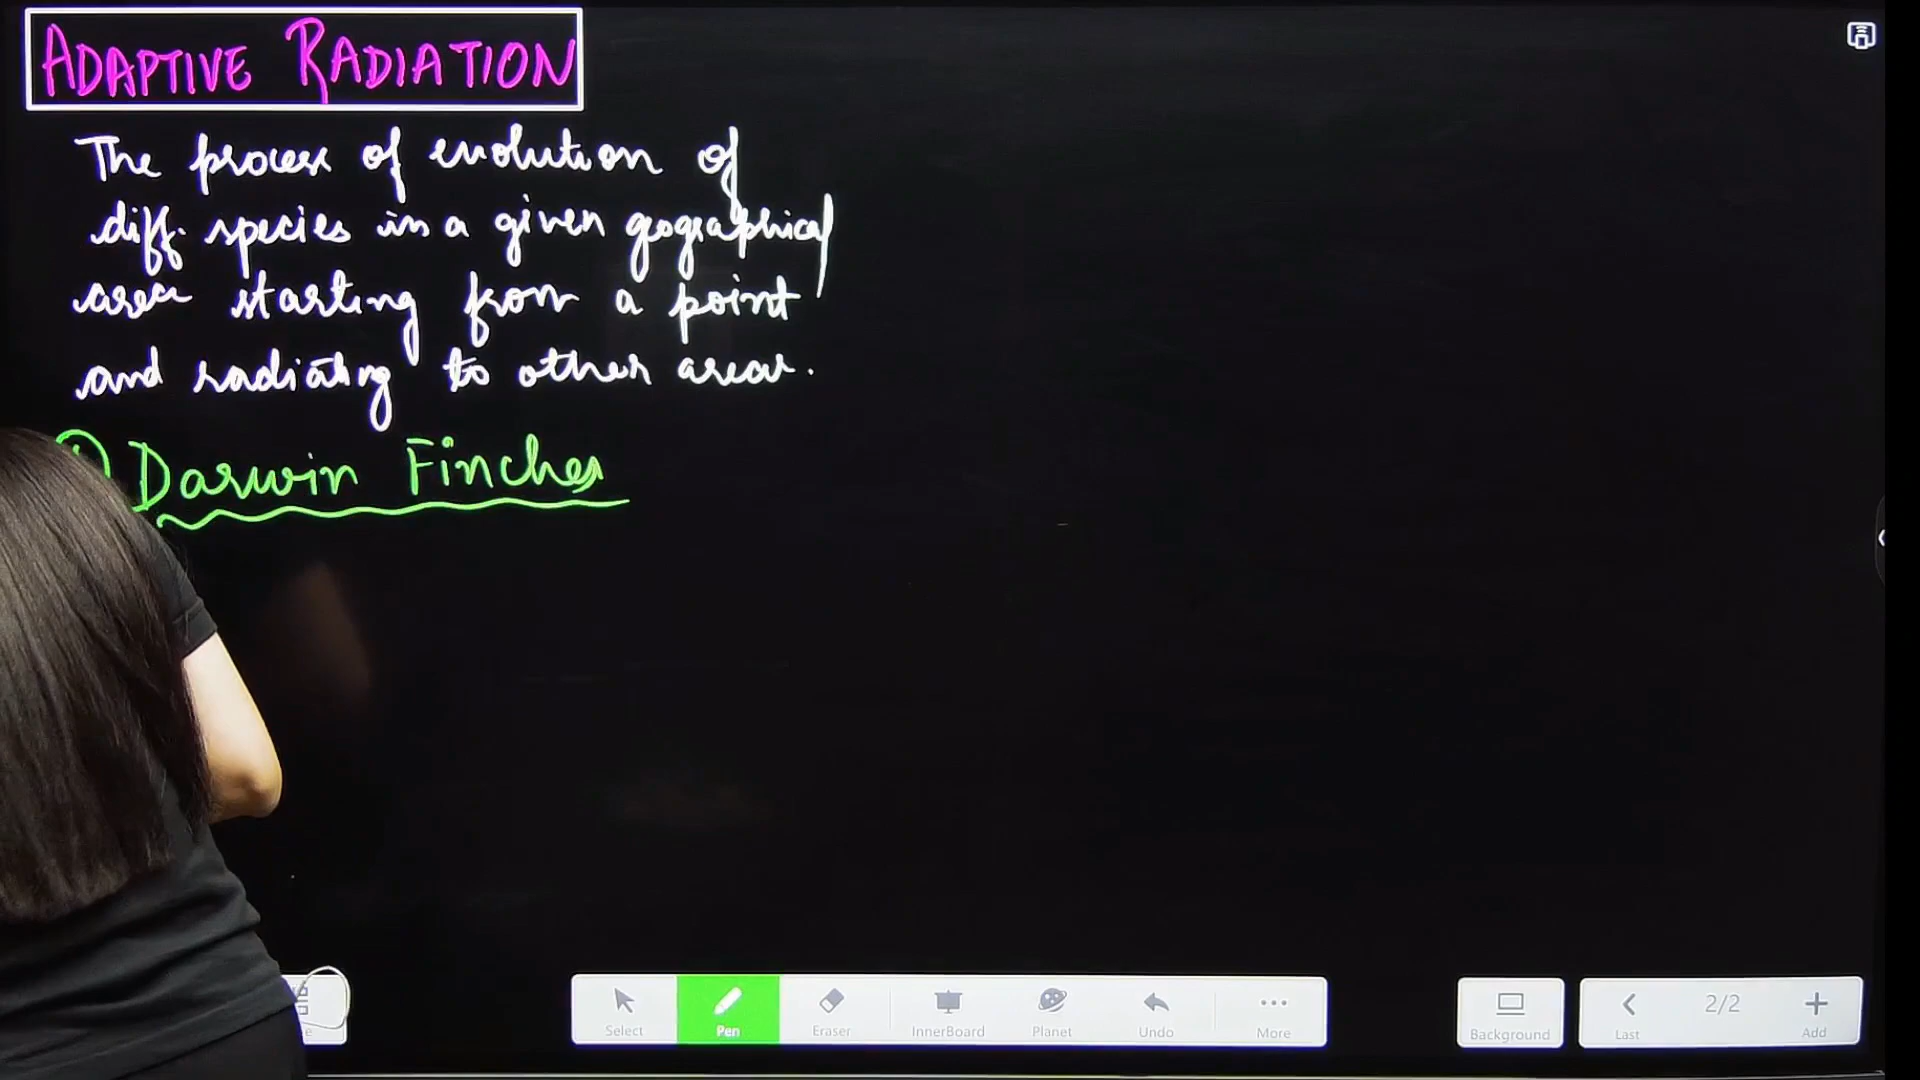 ADAPTIVE RADIATION
The process of evolution of
diff. species in a given gographical
area starting from a point
and radiating to other areas.
Darwin Finches
Select
Pen
Eraser
InnerBoard
Planet
Undo
More
Background
Last
2/2
Add